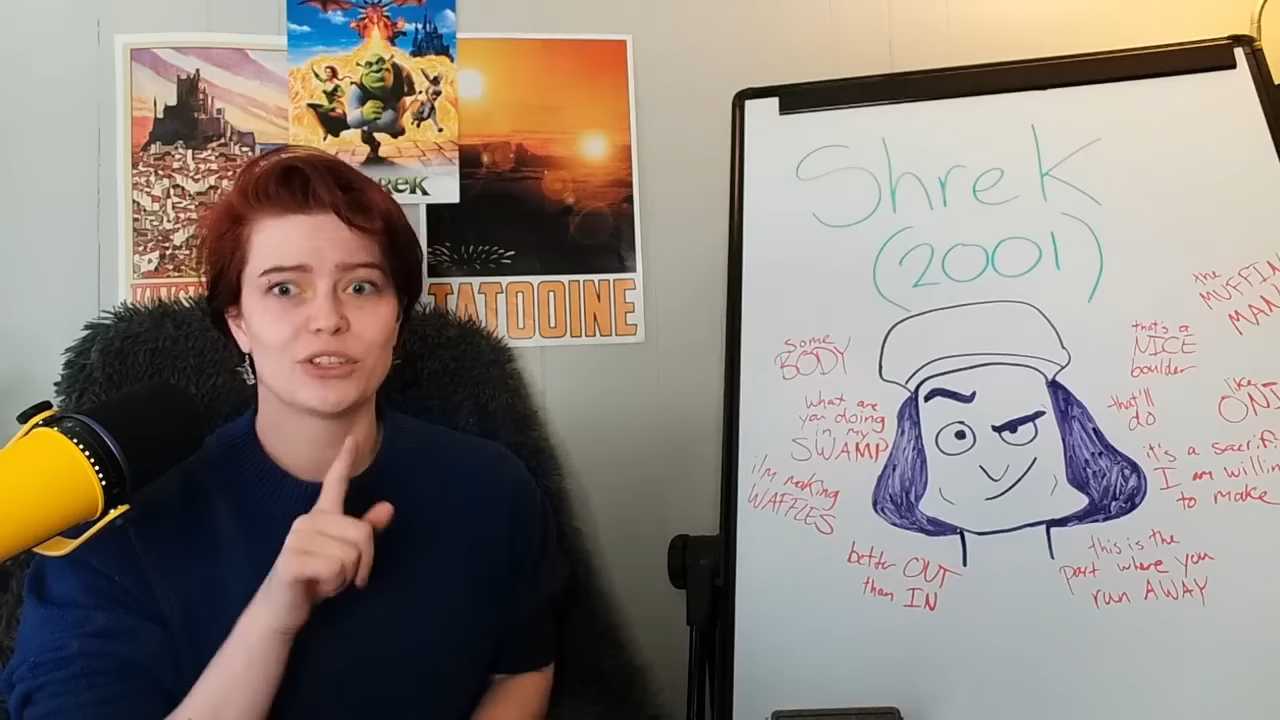 REK
TATOOINE
Shrek
(2001)
some
BODY
what are
you doing
in my
SWAMP
i'm making
WAFFLES
better OUT
than IN
the
MUFFIN
MAN
that's a
NICE
boulder
that'll
do
like
it's a
I am
to make
this is the
part where you
run AWAY